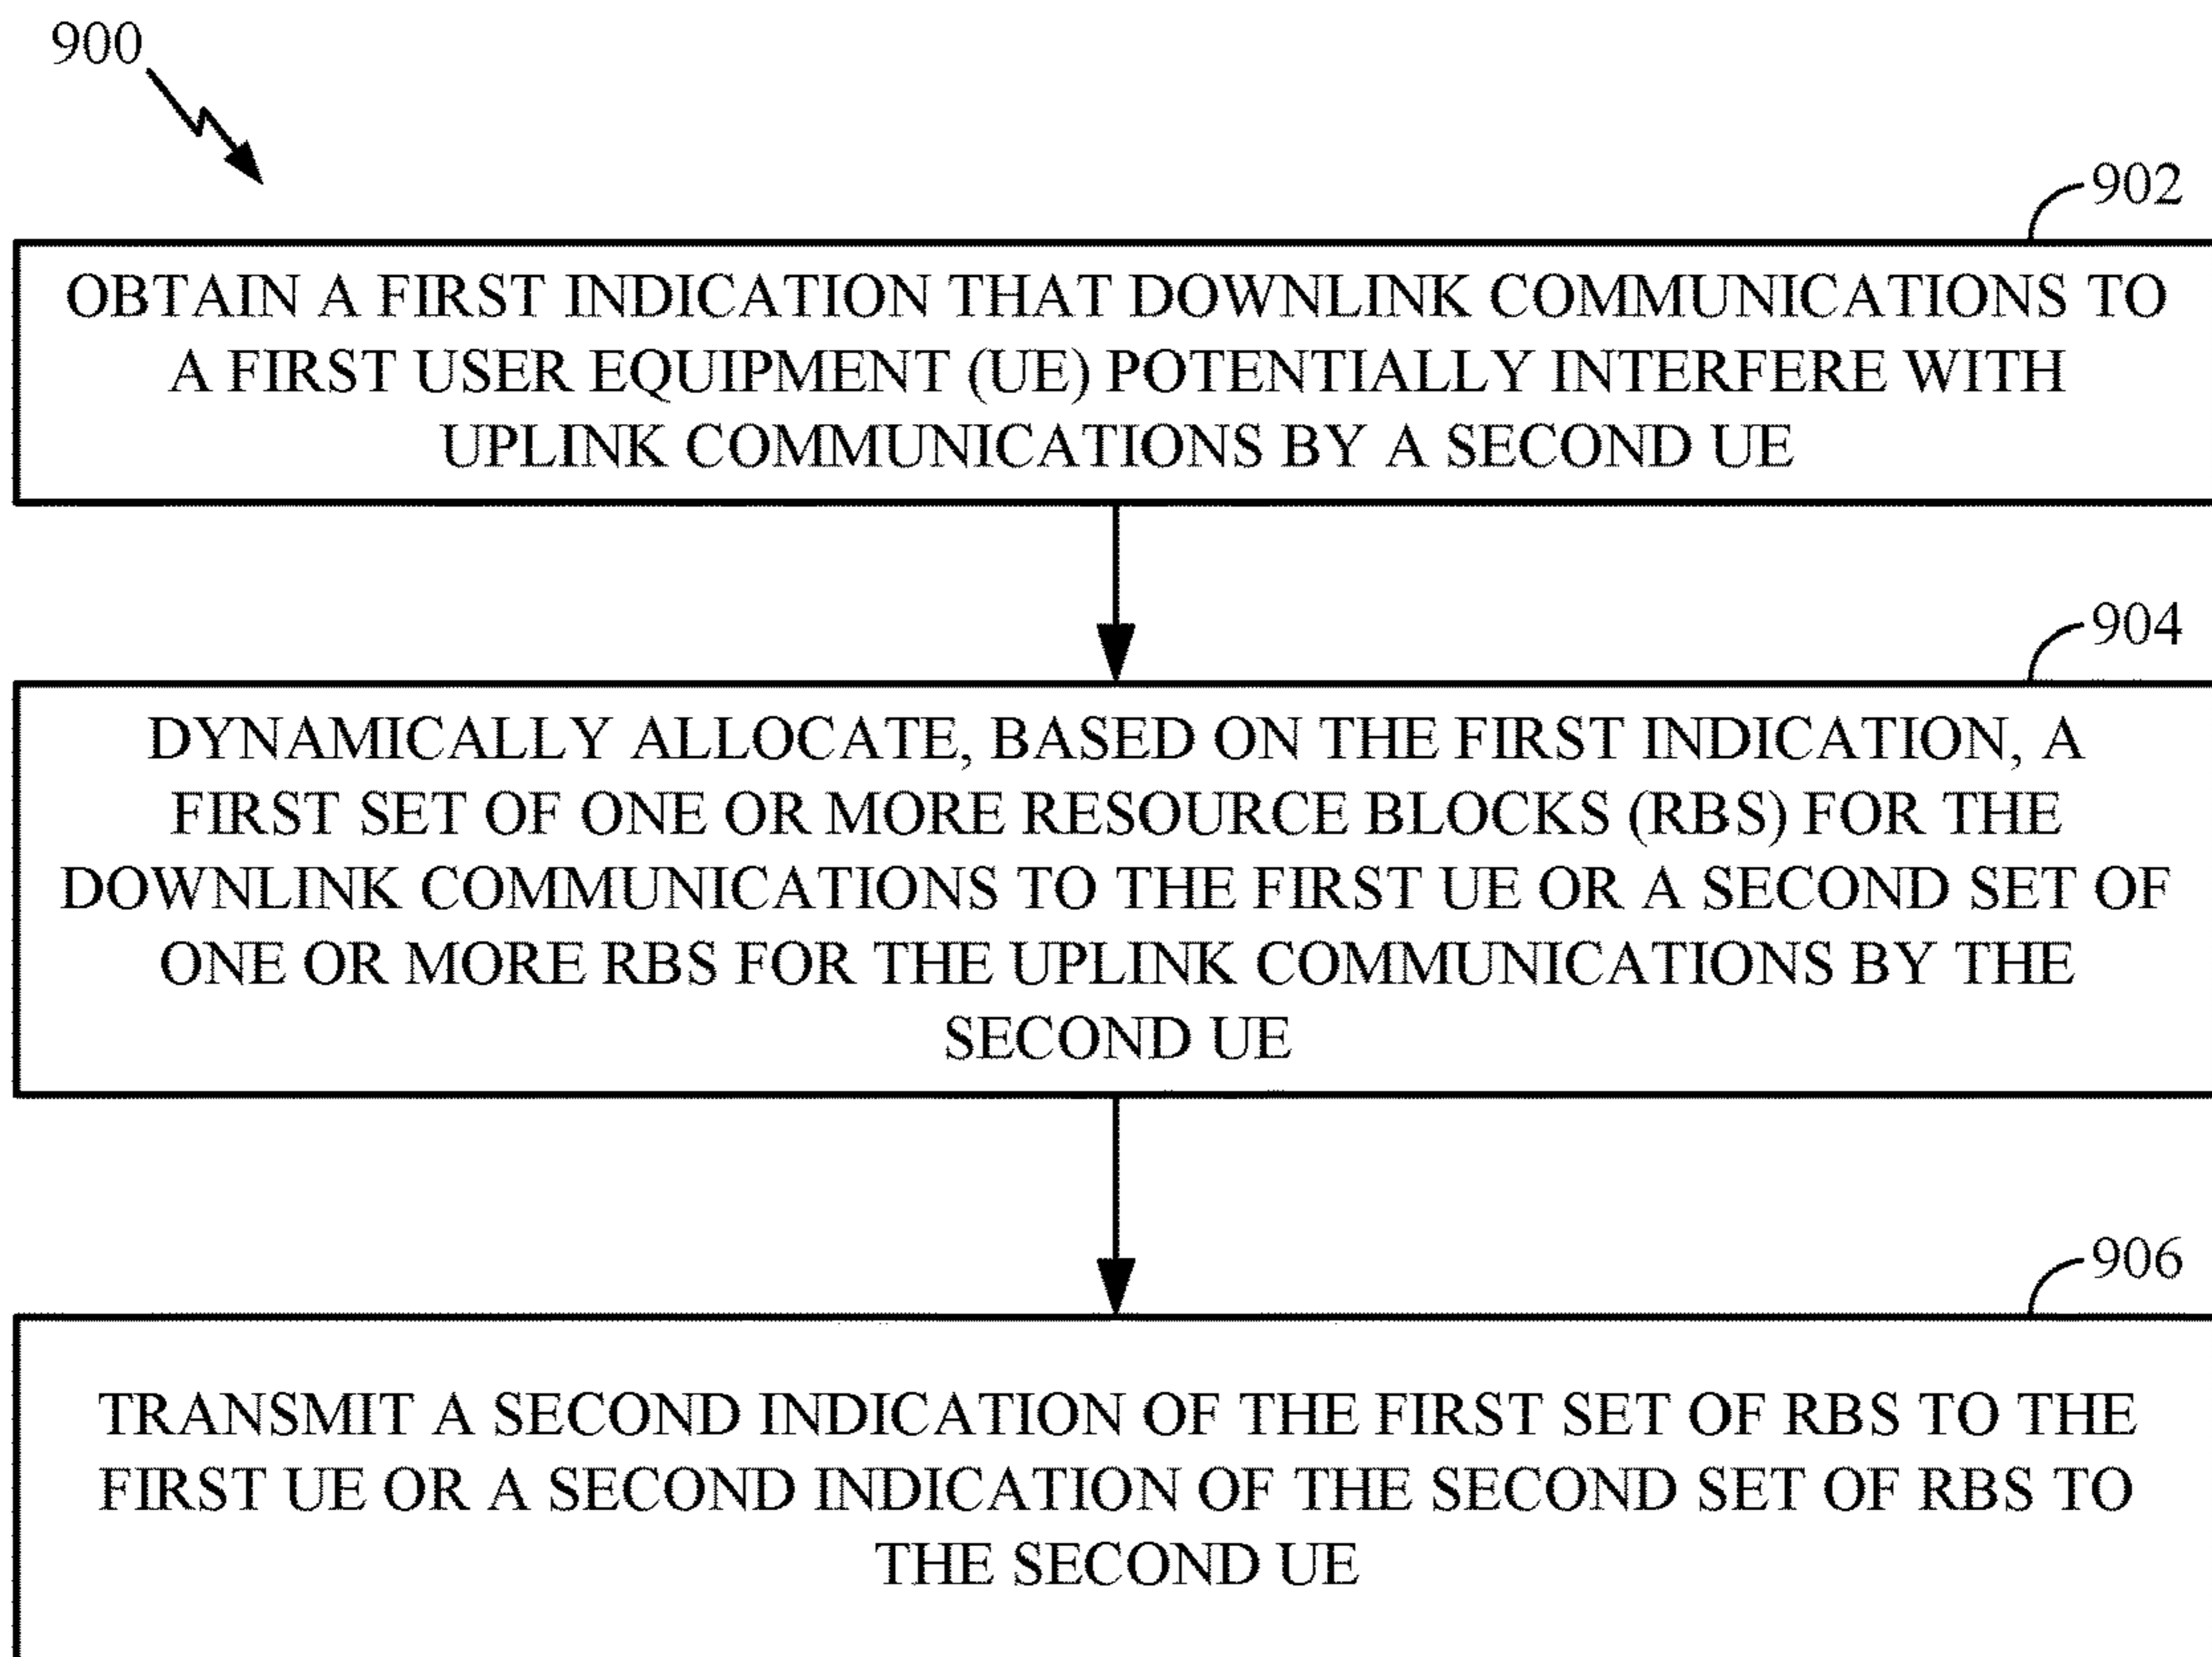 900
902
OBTAIN A FIRST INDICATION THAT DOWNLINK COMMUNICATIONS TO
A FIRST USER EQUIPMENT (UE) POTENTIALLY INTERFERE WITH
UPLINK COMMUNICATIONS BY A SECOND UE
904
DYNAMICALLY ALLOCATE, BASED ON THE FIRST INDICATION, A
FIRST SET OF ONE OR MORE RESOURCE BLOCKS (RBS) FOR THE
DOWNLINK COMMUNICATIONS TO THE FIRST UE OR A SECOND SET OF
ONE OR MORE RBS FOR THE UPLINK COMMUNICATIONS BY THE
SECOND UE
906
TRANSMIT A SECOND INDICATION OF THE FIRST SET OF RBS TO THE
FIRST UE OR A SECOND INDICATION OF THE SECOND SET OF RBS TO
THE SECOND UE